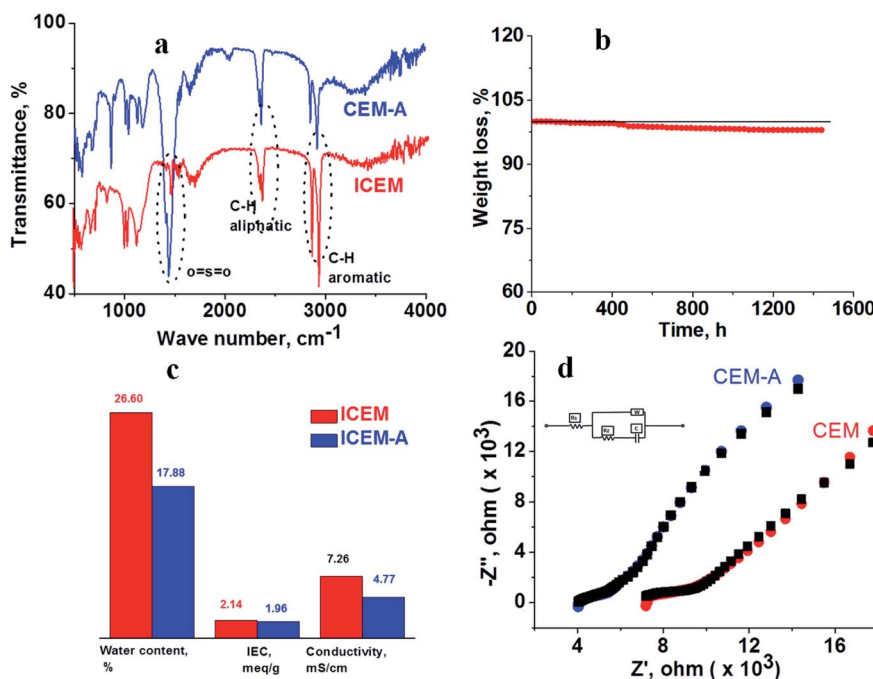 a
Transmittance, %
100
80
60
40
CEM-A
ICEM
C-H
aliphatic
o=s=o
C-H
aromatic
1000 2000 3000 4000
Wave number, cm-1
b
Weight loss, %
120
105
90
75
60
0 400 800 1200 1600
Time, h
c
26.60
17.88
ICEM
ICEM-A
2.14
1.96
7.26
4.77
Water content,
%
IEC,
meq/g
Conductivity,
mS/cm
d
-Z'', ohm ( x 10³)
20
16
12
8
4
0
CEM-A
CEM
Rs
W
Rz
C
4 8 12 16
Z', ohm ( x 10³)